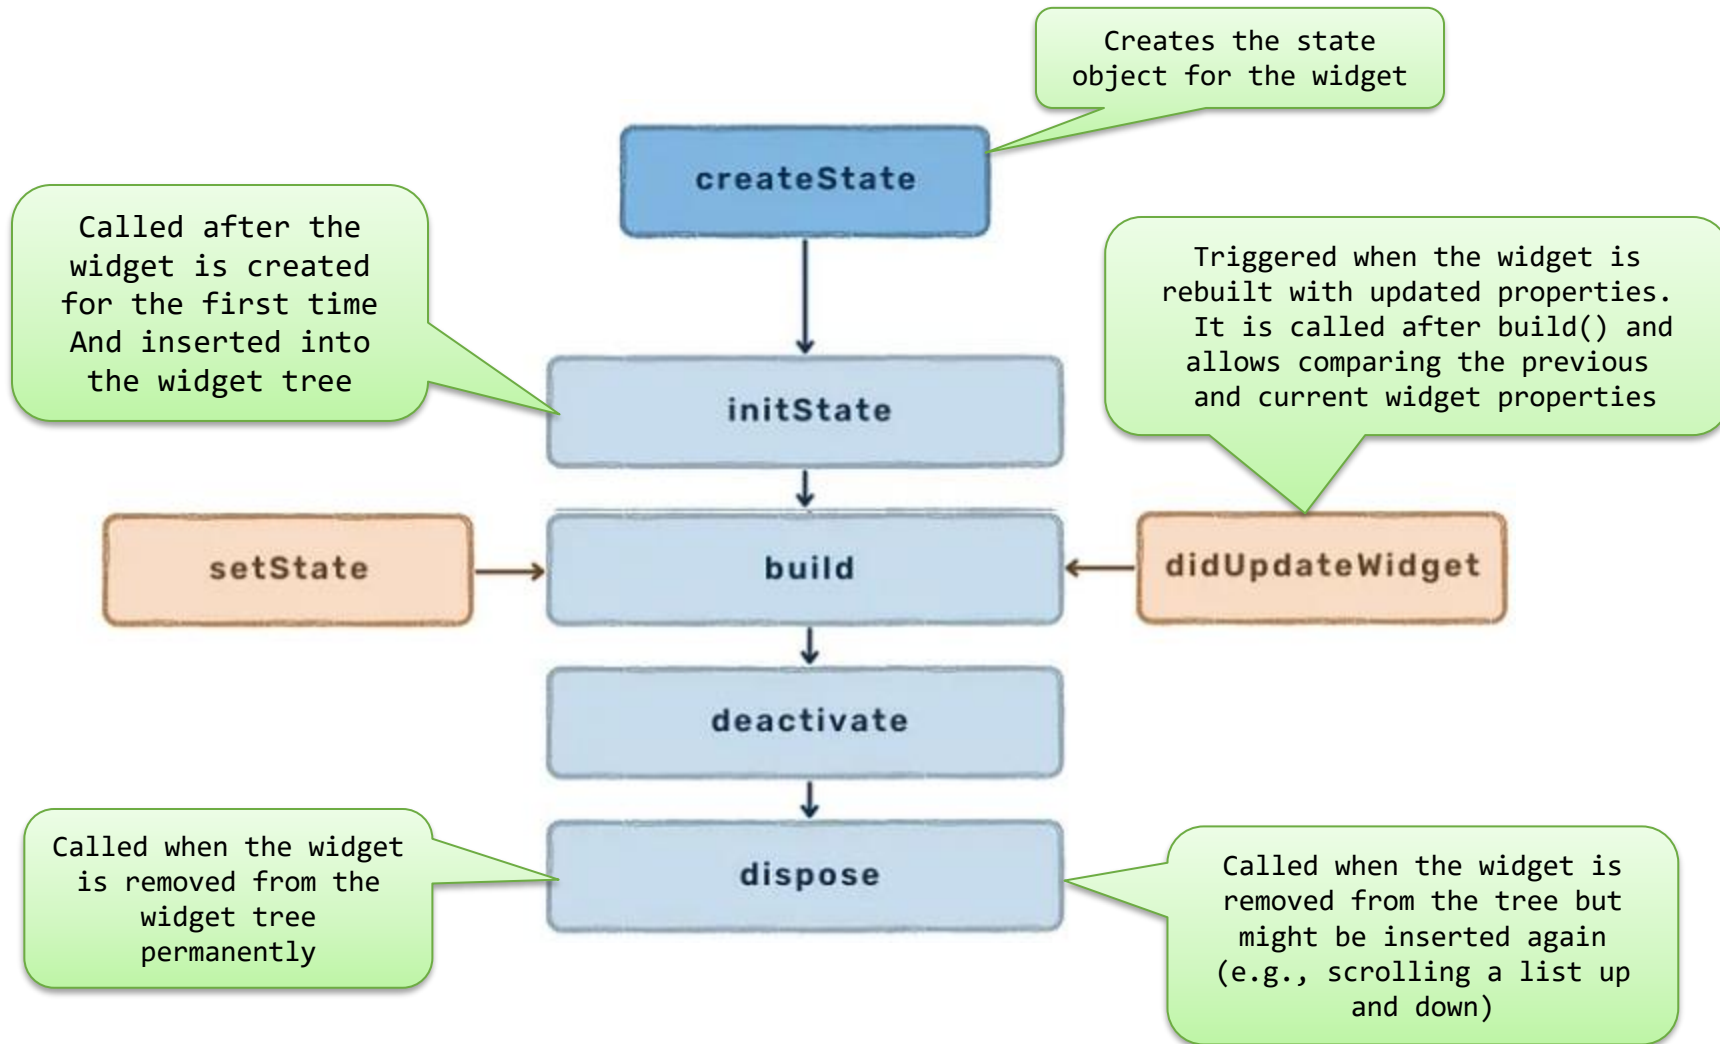 Creates the state
object for the widget
createState
Called after the
widget is created
for the first time
And inserted into
the widget tree
Triggered when the widget is
rebuilt with updated properties.
It is called after build() and
allows comparing the previous
and current widget properties
initState
setState
build
didUpdateWidget
deactivate
Called when the widget
is removed from the
widget tree
permanently
dispose
Called when the widget is
removed from the tree but
might be inserted again
(e.g., scrolling a list up
and down)